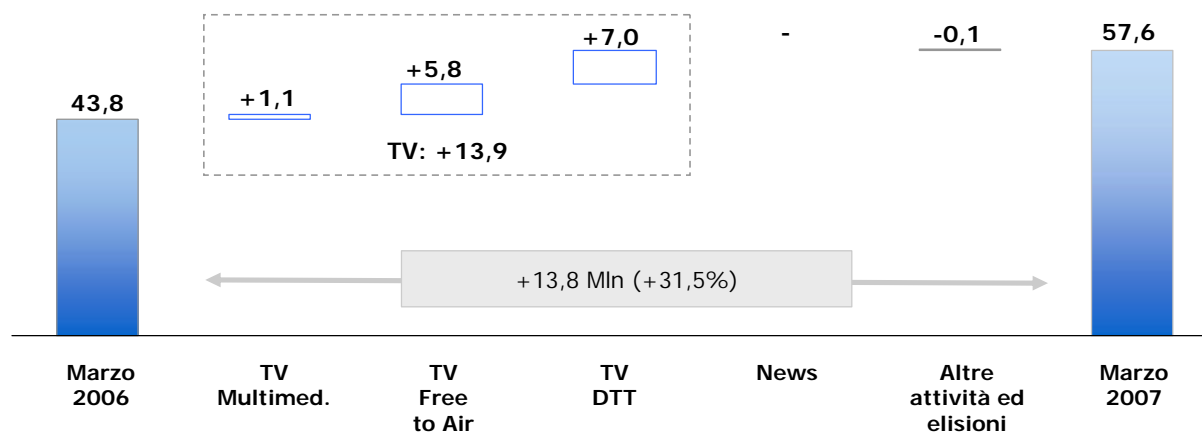 43,8
+1,1
+5,8
+7,0
-
-0,1
57,6
TV: +13,9
+13,8 Mln (+31,5%)
Marzo
2006
TV
Multimed.
TV
Free
to Air
TV
DTT
News
Altre
attività ed
elisioni
Marzo
2007